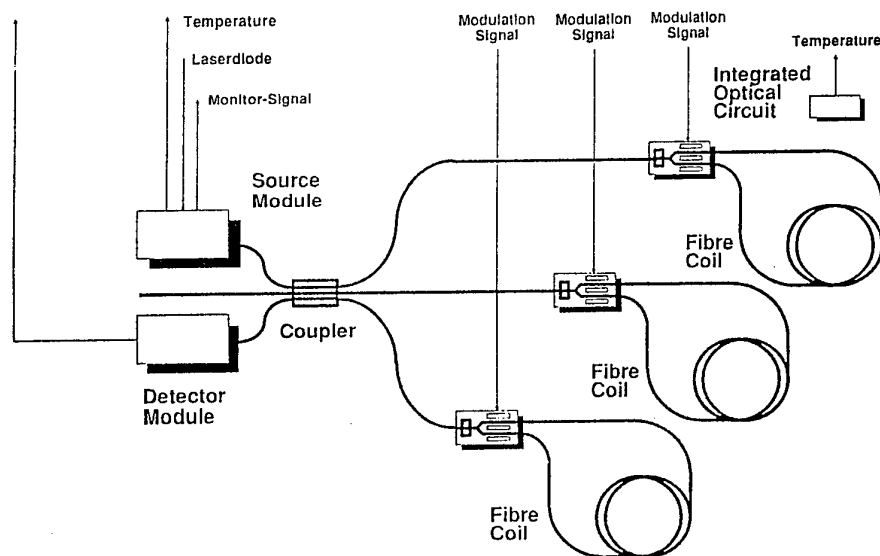 Temperature
Laserdiode
Monitor-Signal
Modulation
Signal
Modulation
Signal
Modulation
Signal
Temperature
Integrated
Optical
Circuit
Source
Module
Coupler
Detector
Module
Fibre
Coil
Fibre
Coil
Fibre
Coil